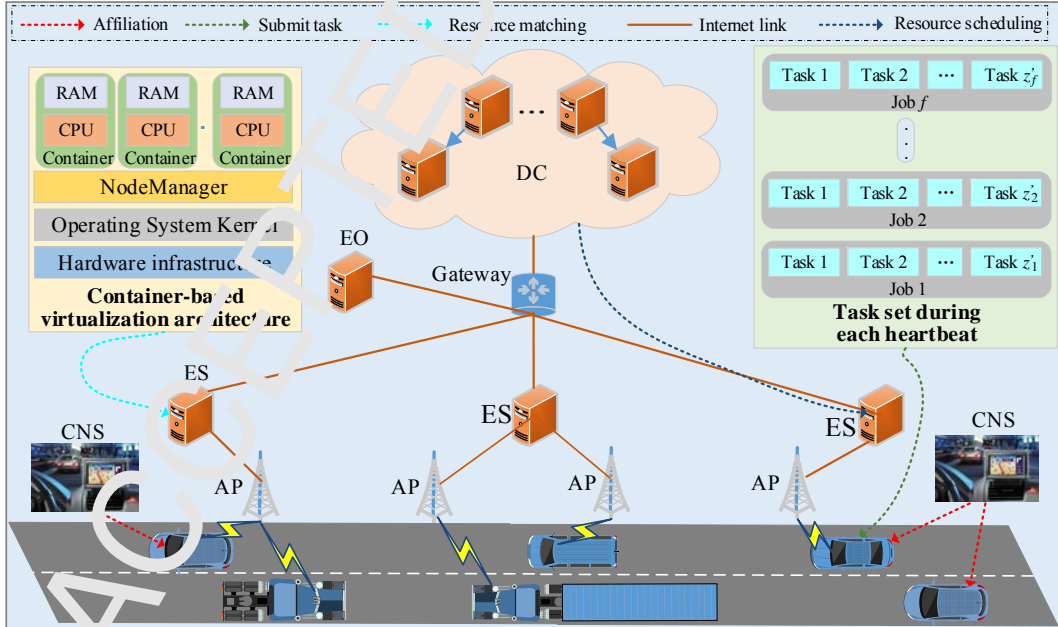 Affiliation
Submit task
Resource matching
Internet link
Resource scheduling
RAM
RAM
RAM
CPU
CPU
CPU
Container
Container
Container
NodeManager
Operating System Kernel
Hardware infrastructure
Container-based
virtualization architecture
...
DC
EO
Gateway
Task 1
Task 2
...
Task z'f
Job f
Task 1
Task 2
...
Task z'2
Job 2
Task 1
Task 2
...
Task z'1
Job 1
Task set during
each heartbeat
ES
ES
ES
CNS
CNS
AP
AP
AP
AP
ACCEPTED